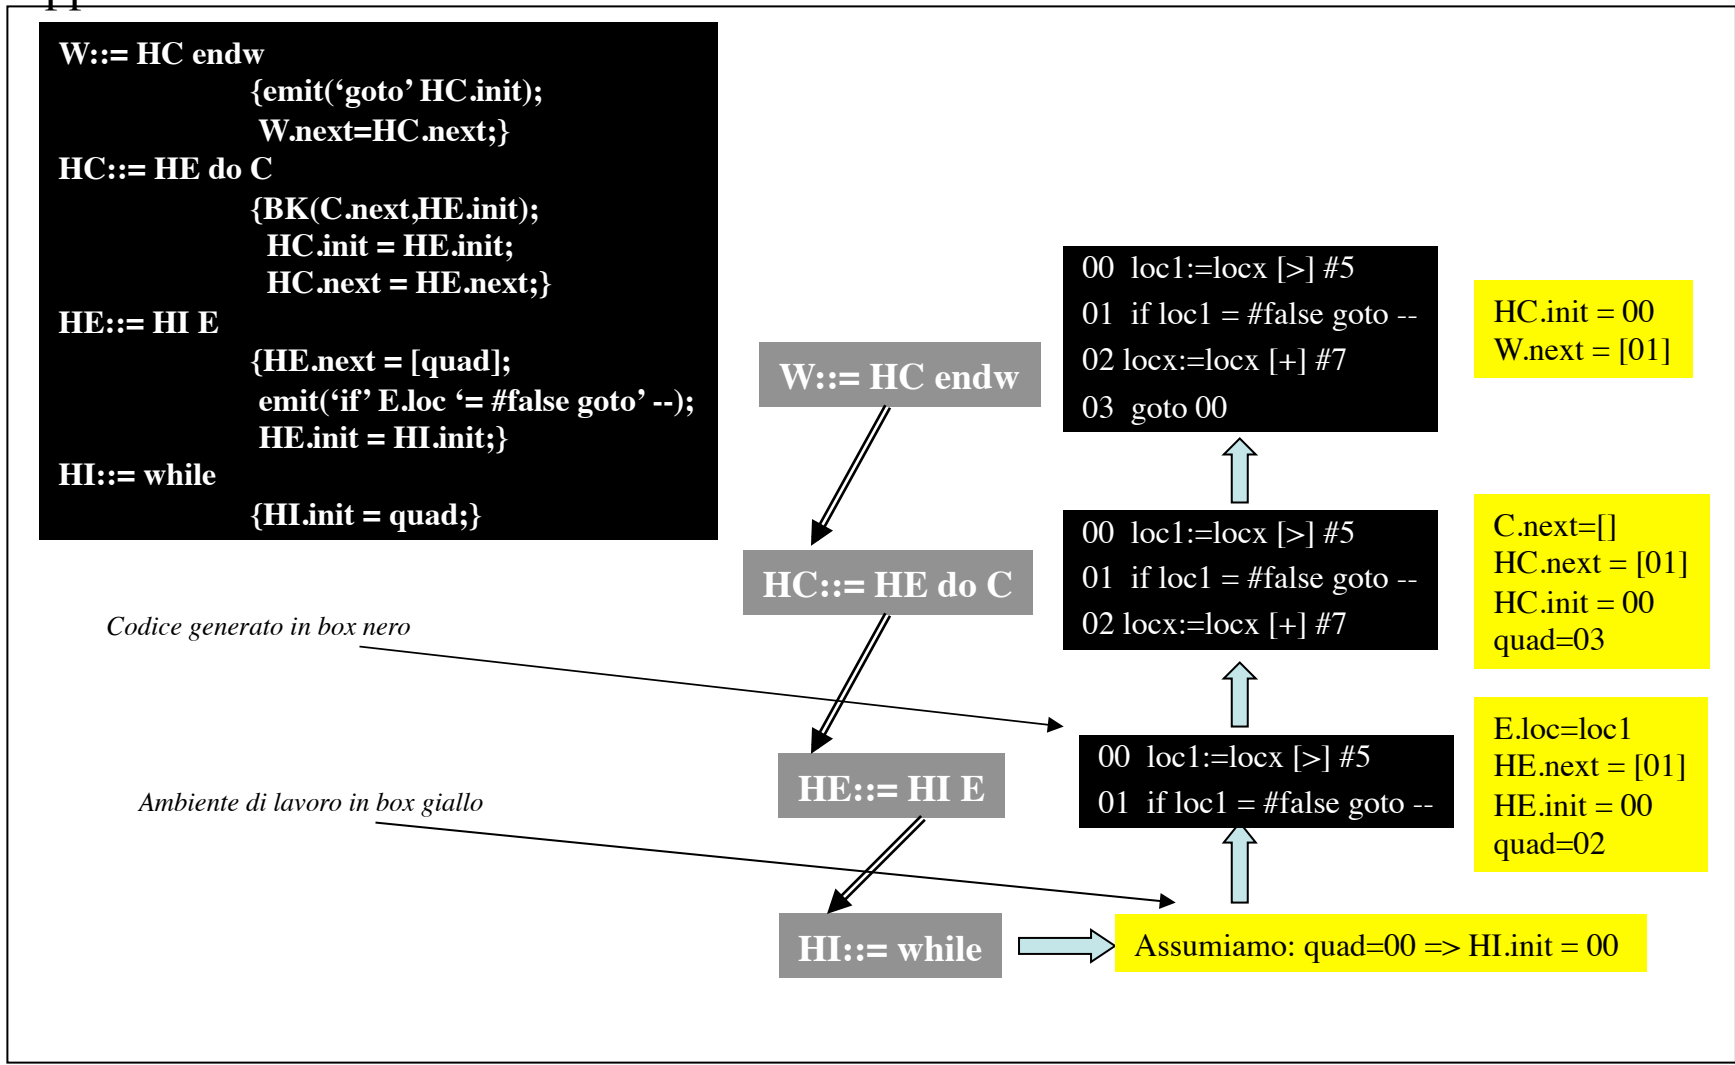 W::= HC endw
{emit(‘goto’ HC.init);
W.next=HC.next;}
HC::= HE do C
{BK(C.next,HE.init);
HC.init = HE.init;
HC.next = HE.next;}
HE::= HI E
{HE.next = [quad];
emit(‘if’ E.loc ‘= #false goto’ --);
HE.init = HI.init;}
HI::= while
{HI.init = quad;}
W::= HC endw
00 loc1:=locx [>] #5
01 if loc1 = #false goto --
02 locx:=locx [+] #7
03 goto 00
HC.init = 00
W.next = [01]
HC::= HE do C
00 loc1:=locx [>] #5
01 if loc1 = #false goto --
02 locx:=locx [+] #7
C.next=[]
HC.next = [01]
HC.init = 00
quad=03
Codice generato in box nero
HE::= HI E
00 loc1:=locx [>] #5
01 if loc1 = #false goto --
E.loc=loc1
HE.next = [01]
HE.init = 00
quad=02
Ambiente di lavoro in box giallo
HI::= while
Assumiamo: quad=00 => HI.init = 00